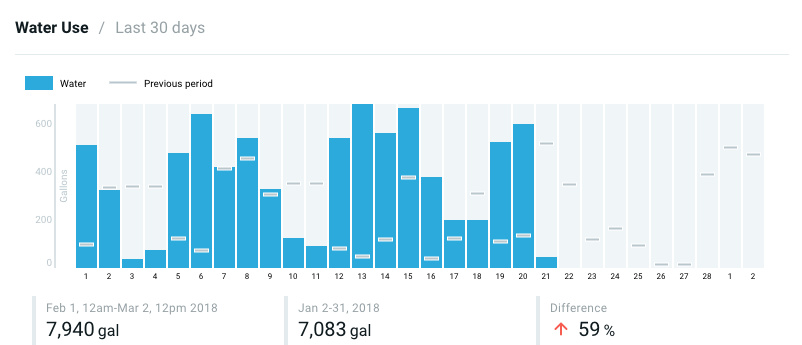 Water Use / Last 30 days
Water
Previous period
600
400
200
0
Gallons
1 2 3 4 5 6 7 8 9 10 11 12 13 14 15 16 17 18 19 20 21 22 23 24 25 26 27 28 1 2
Feb 1, 12am-Mar 2, 12pm 2018
7,940 gal
Jan 2-31, 2018
7,083 gal
Difference
59 %